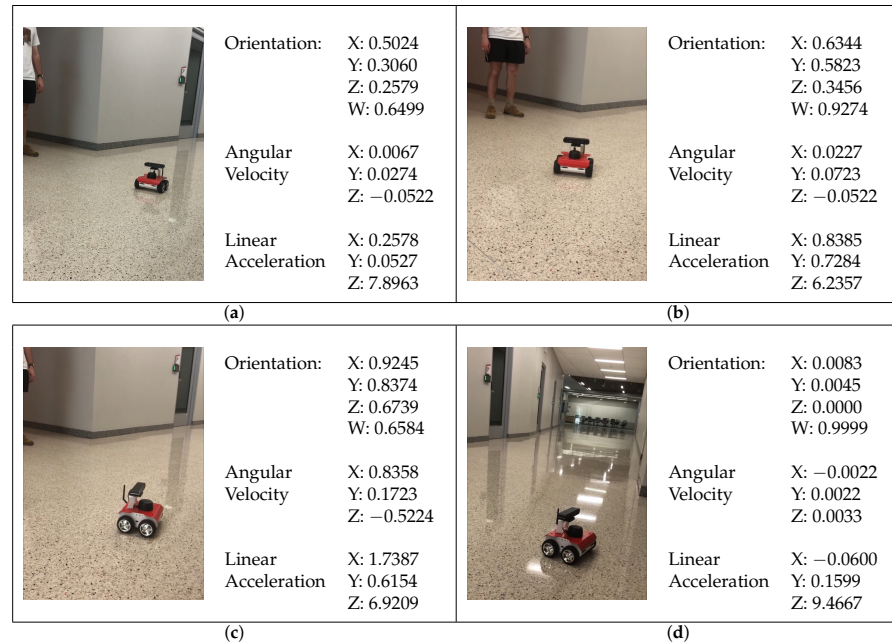 Orientation: X: 0.5024
Y: 0.3060
Z: 0.2579
W: 0.6499
Angular X: 0.0067
Velocity Y: 0.0274
Z: −0.0522
Linear X: 0.2578
Acceleration Y: 0.0527
Z: 7.8963
(a)
Orientation: X: 0.6344
Y: 0.5823
Z: 0.3456
W: 0.9274
Angular X: 0.0227
Velocity Y: 0.0723
Z: −0.0522
Linear X: 0.8385
Acceleration Y: 0.7284
Z: 6.2357
(b)
Orientation: X: 0.9245
Y: 0.8374
Z: 0.6739
W: 0.6584
Angular X: 0.8358
Velocity Y: 0.1723
Z: −0.5224
Linear X: 1.7387
Acceleration Y: 0.6154
Z: 6.9209
(c)
Orientation: X: 0.0083
Y: 0.0045
Z: 0.0000
W: 0.9999
Angular X: −0.0022
Velocity Y: 0.0022
Z: 0.0033
Linear X: −0.0600
Acceleration Y: 0.1599
Z: 9.4667
(d)